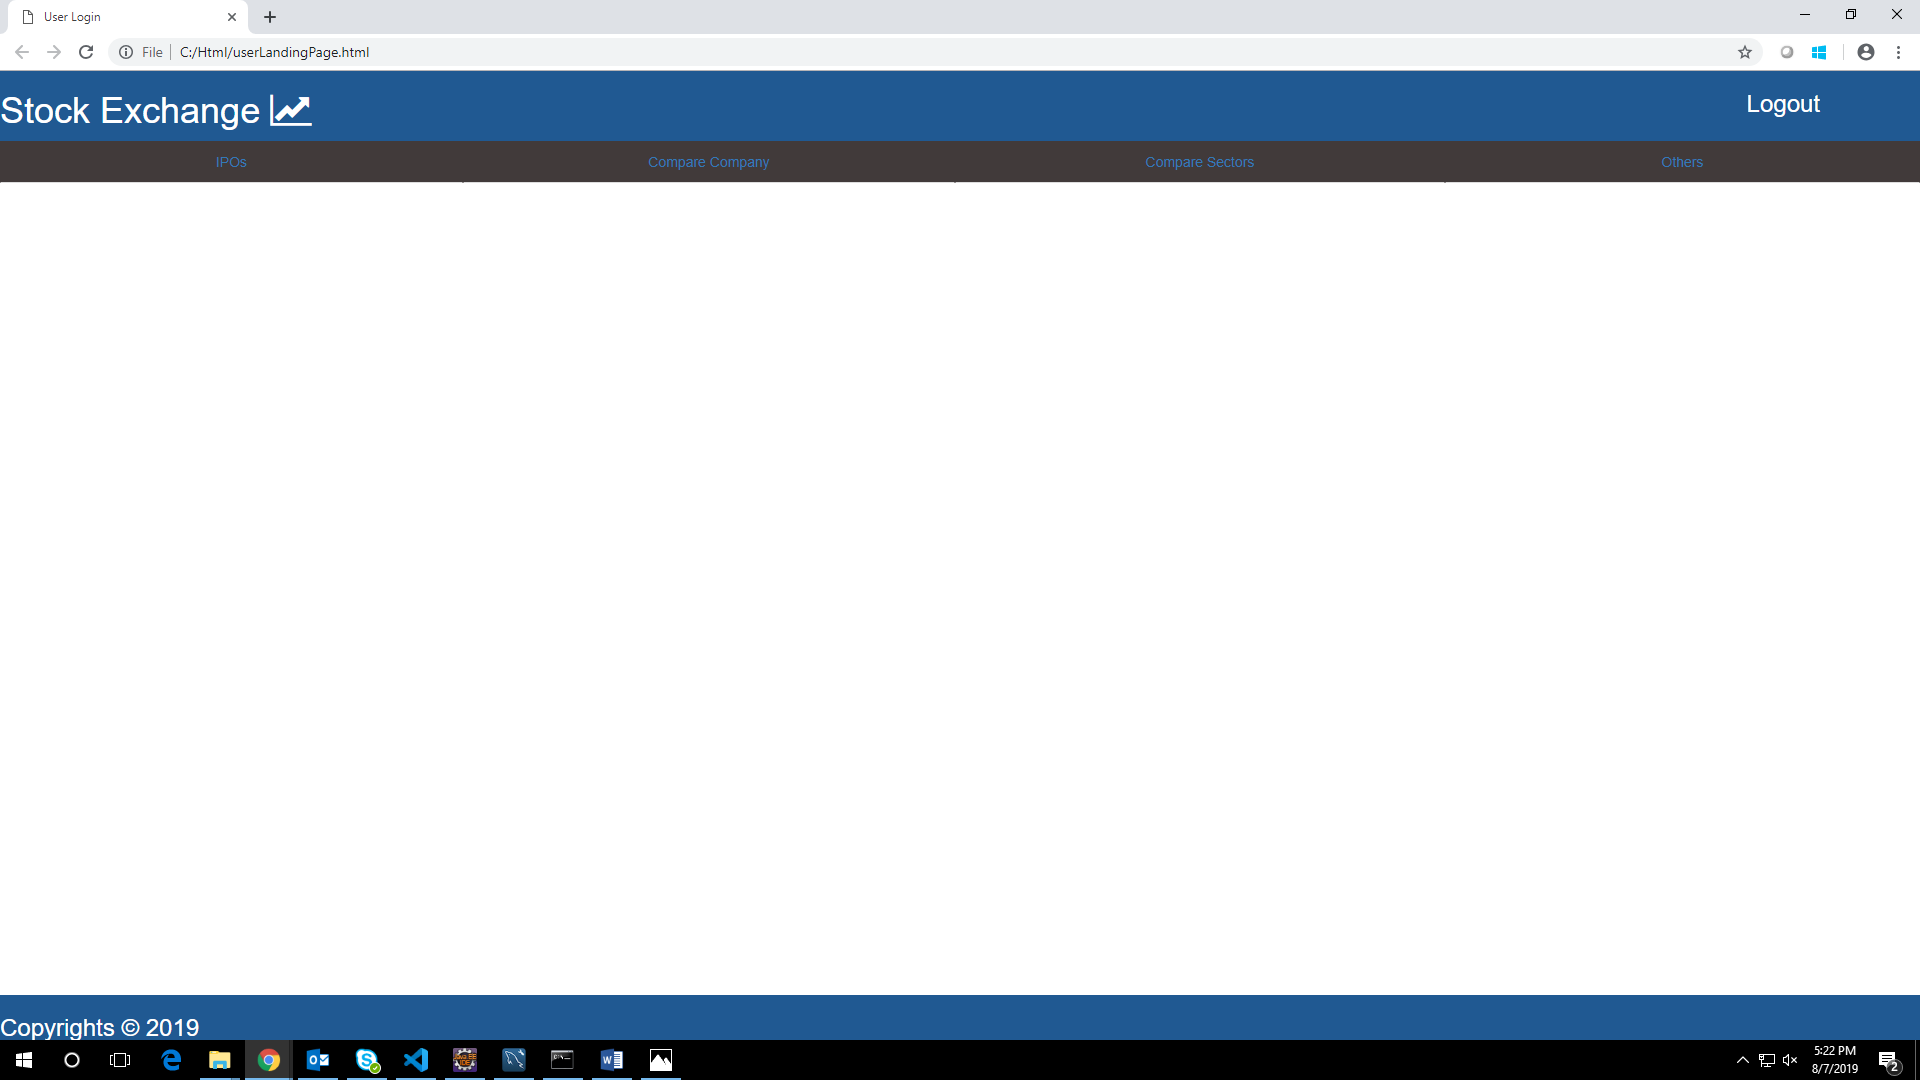 User Login
File
C:/Html/userLandingPage.html
Stock Exchange
Logout
IPOs Compare Company Compare Sectors Others
Copyrights © 2019
5:22 PM
8/7/2019
2